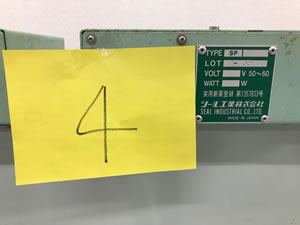 4
TYPE SP
LOT
VOLT V 50~60
WATT W
実用新案登録 第1357833号
シール工業株式会社
SEAL INDUSTRIAL CO.,LTD.
MADE IN JAPAN